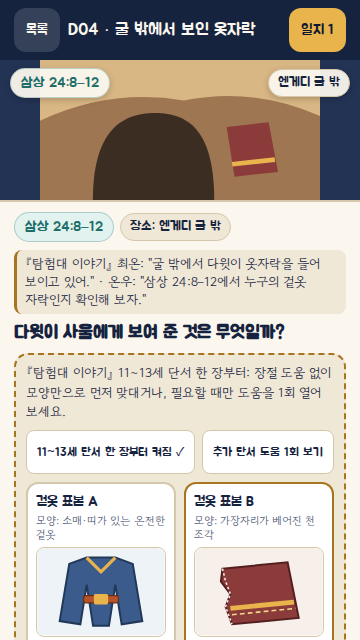 목록
D04 · 굴 밖에서 보인 옷자락
일지 1
삼상 24:8–12
엔게디 굴 밖
삼상 24:8–12
장소: 엔게디 굴 밖
『탐험대 이야기』 최온: "굴 밖에서 다윗이 옷자락을 들어
보이고 있어." · 온우: "삼상 24:8–12에서 누구의 겉옷
자락인지 확인해 보자."
다윗이 사울에게 보여 준 것은 무엇일까?
『탐험대 이야기』 11~13세 단서 한 장부터: 장절 도움 없이
모양만으로 먼저 맞대거나, 필요할 때만 도움을 1회 열어
보세요.
11~13세 단서 한 장부터 켜짐 ✓
추가 단서 도움 1회 보기
겉옷 표본 A
모양: 소매·띠가 있는 온전한
겉옷
겉옷 표본 B
모양: 가장자리가 베어진 천
조각